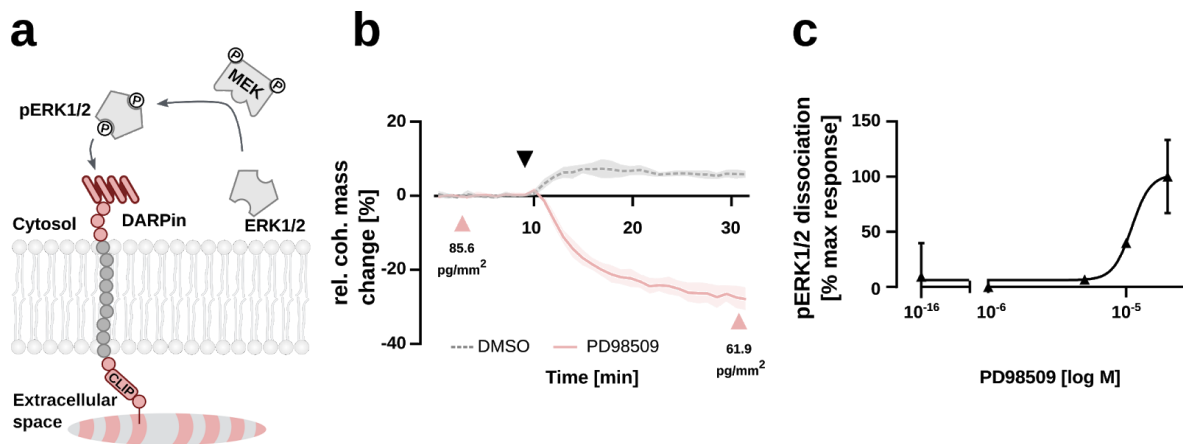 a
P
P
MEK
pERK1/2
P
P
Cytosol
DARPin
ERK1/2
CLIP
Extracellular
space
b
rel. coh. mass
change [%]
20
0
-20
-40
10
20
30
85.6
pg/mm2
61.9
pg/mm2
DMSO
PD98509
Time [min]
c
pERK1/2 dissociation
[% max response]
150
100
50
0
10-16
10-6
10-5
PD98509 [log M]